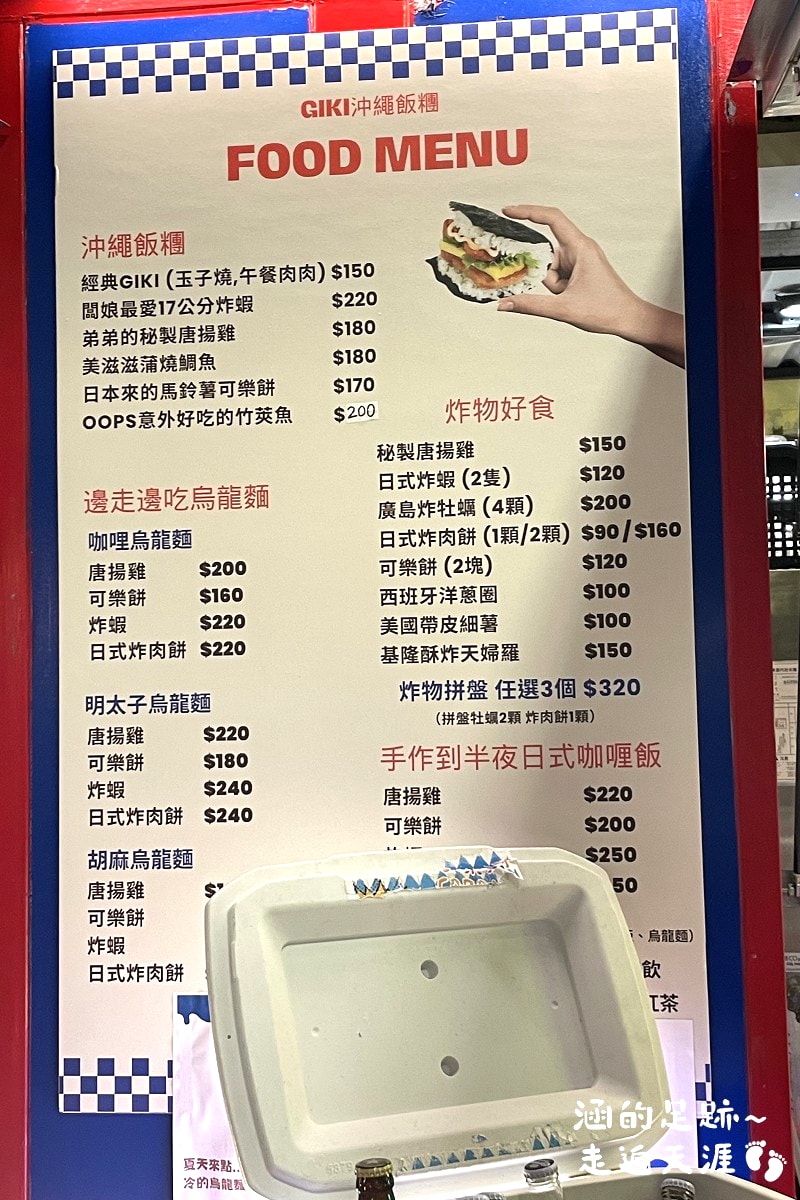 GIKI沖繩飯糰
FOOD MENU
沖繩飯糰
經典GIKI (玉子燒,午餐肉肉) $150
闆娘最愛17公分炸蝦 $220
弟弟的秘製唐揚雞 $180
美滋滋蒲燒鯛魚 $180
日本來的馬鈴薯可樂餅 $170
OOPS意外好吃的竹莢魚 $200
邊走邊吃烏龍麵
咖哩烏龍麵
唐揚雞 $200
可樂餅 $160
炸蝦 $220
日式炸肉餅 $220
明太子烏龍麵
唐揚雞 $220
可樂餅 $180
炸蝦 $240
日式炸肉餅 $240
胡麻烏龍麵
唐揚雞
可樂餅
炸蝦
日式炸肉餅
炸物好食
秘製唐揚雞 $150
日式炸蝦 (2隻) $120
廣島炸牡蠣 (4顆) $200
日式炸肉餅 (1顆/2顆) $90/$160
可樂餅 (2塊) $120
西班牙洋蔥圈 $100
美國帶皮細薯 $100
基隆酥炸天婦羅 $150
炸物拼盤 任選3個 $320
(拼盤牡蠣2顆 炸肉餅1顆)
手作到半夜日式咖喱飯
唐揚雞 $220
可樂餅 $200
$250
50
、烏龍麵)
飲
紅茶
夏天來點..
冷的烏龍麵
涵的足跡~
走遍天涯